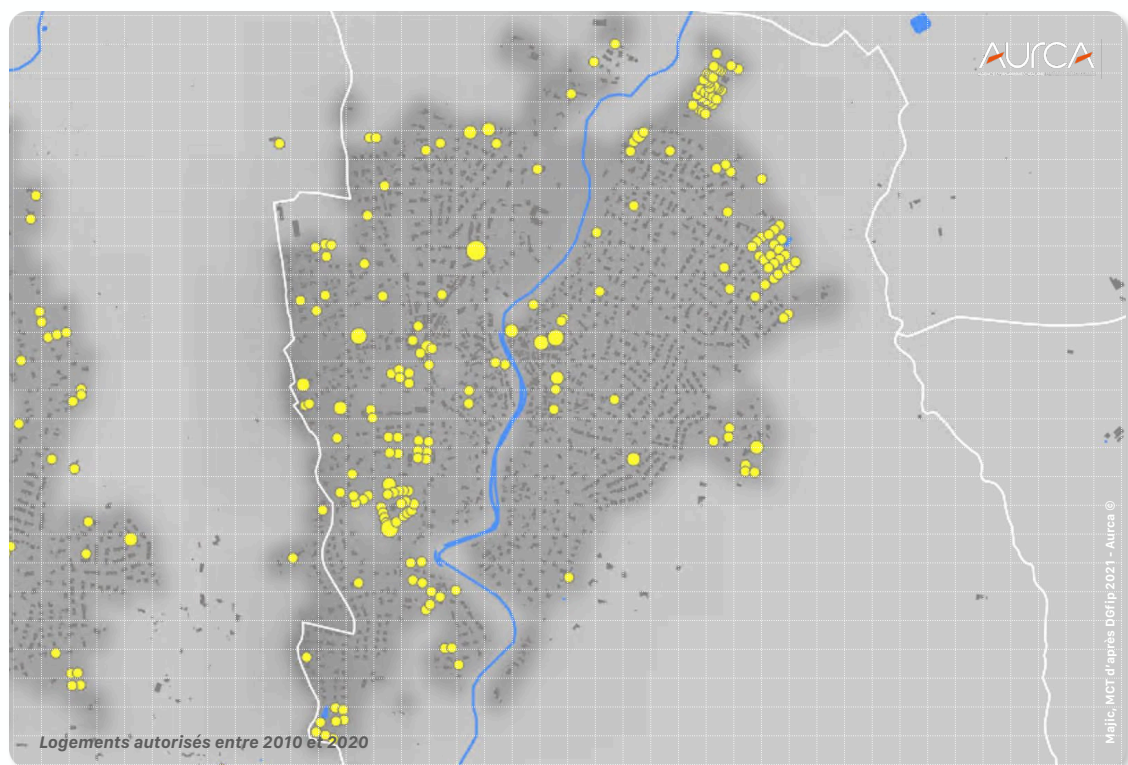 AURCA
Majic, MCT d'après DGfip 2021 - Aurca ©
Logements autorisés entre 2010 et 2020